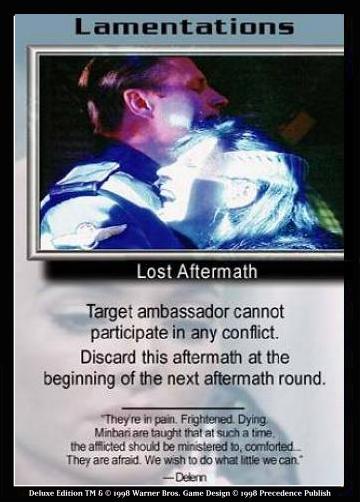 Lamentations
Lost Aftermath
Target ambassador cannot
participate in any conflict.
Discard this aftermath at the
beginning of the next aftermath round.
"They're in pain. Frightened. Dying.
Minbari are taught that at such a time,
the afflicted should be ministered to, comforted...
They are afraid. We wish to do what little we can."
— Delenn
Deluxe Edition TM & © 1998 Warner Bros. Game Design © 1998 Precedence Publish